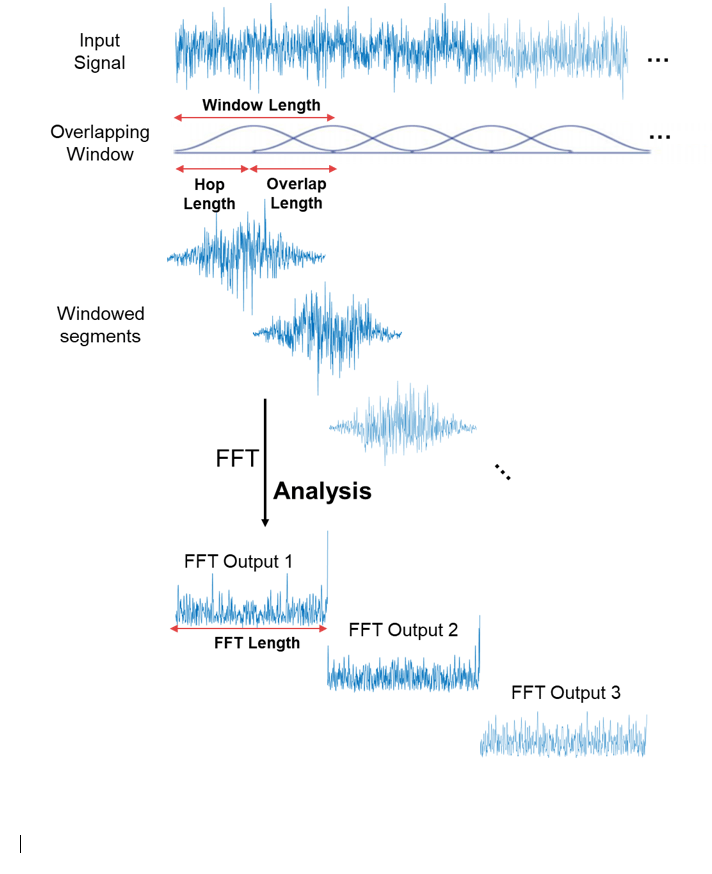 Input
Signal
...
Window Length
Overlapping
Window
...
Hop
Length
Overlap
Length
Windowed
segments
...
FFT
Analysis
FFT Output 1
FFT Length
FFT Output 2
FFT Output 3